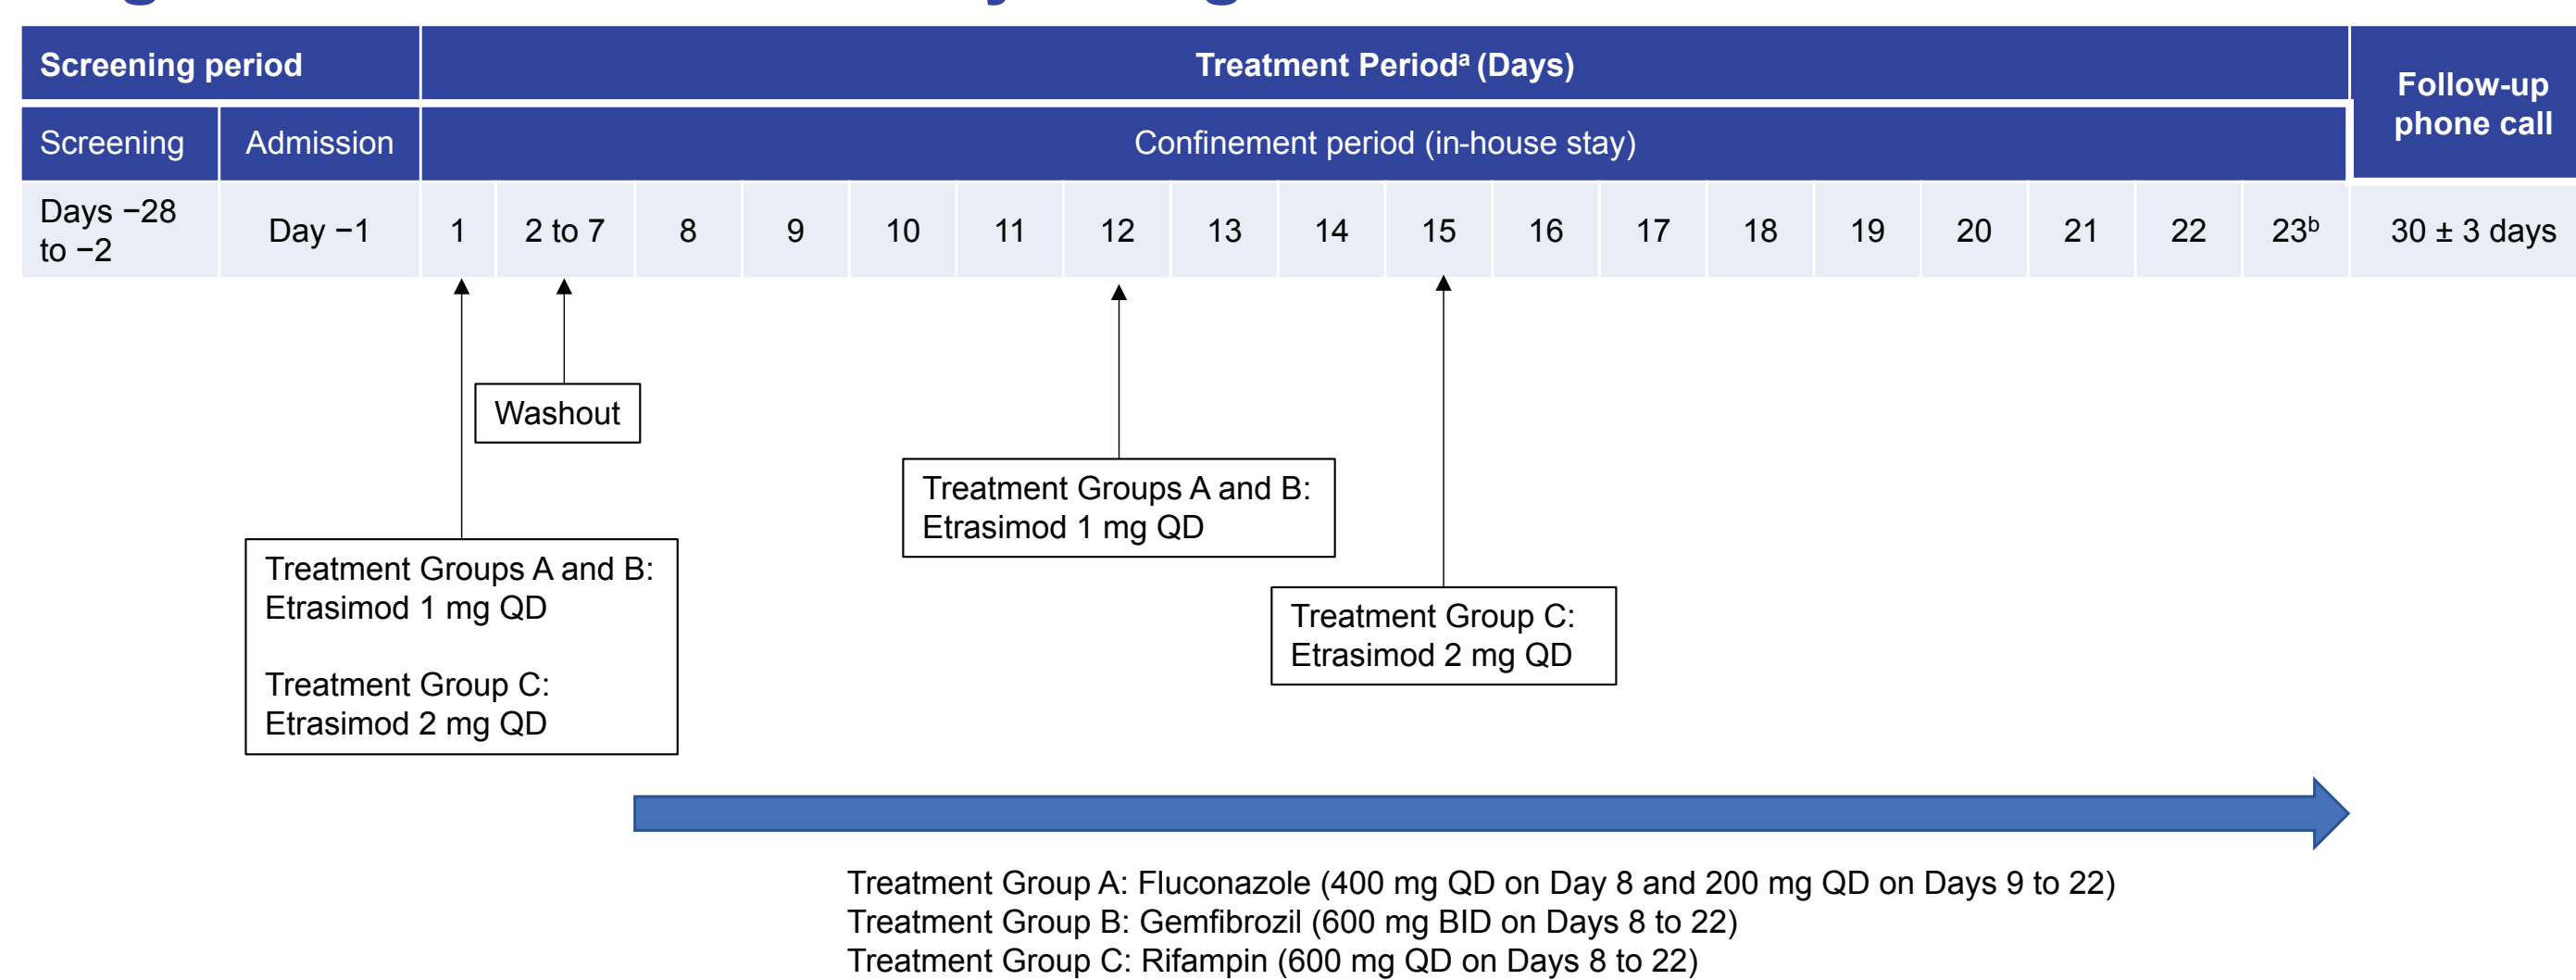 Screening period
Treatment Periodᵃ (Days)
Follow-up
phone call
Screening
Admission
Confinement period (in-house stay)
Days −28
to −2
Day −1
1
2 to 7
8
9
10
11
12
13
14
15
16
17
18
19
20
21
22
23ᵇ
30 ± 3 days
Washout
Treatment Groups A and B:
Etrasimod 1 mg QD
Treatment Groups A and B:
Etrasimod 1 mg QD
Treatment Group C:
Etrasimod 2 mg QD
Treatment Group C:
Etrasimod 2 mg QD
Treatment Group A: Fluconazole (400 mg QD on Day 8 and 200 mg QD on Days 9 to 22)
Treatment Group B: Gemfibrozil (600 mg BID on Days 8 to 22)
Treatment Group C: Rifampin (600 mg QD on Days 8 to 22)